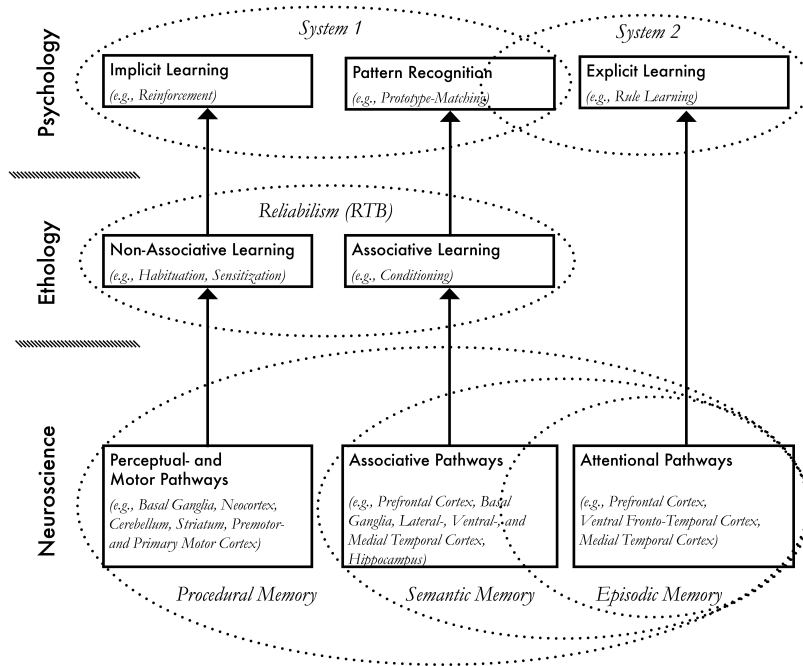 System 1
System 2
Psychology
Implicit Learning
(e.g., Reinforcement)
Pattern Recognition
(e.g., Prototype-Matching)
Explicit Learning
(e.g., Rule Learning)
Reliabilism (RTB)
Ethology
Non-Associative Learning
(e.g., Habituation, Sensitization)
Associative Learning
(e.g., Conditioning)
Neuroscience
Perceptual- and
Motor Pathways
(e.g., Basal Ganglia, Neocortex,
Cerebellum, Striatum, Premotor-
and Primary Motor Cortex)
Associative Pathways
(e.g., Prefrontal Cortex, Basal
Ganglia, Lateral-, Ventral-, and
Medial Temporal Cortex,
Hippocampus)
Attentional Pathways
(e.g., Prefrontal Cortex,
Ventral Fronto-Temporal Cortex,
Medial Temporal Cortex)
Procedural Memory
Semantic Memory
Episodic Memory